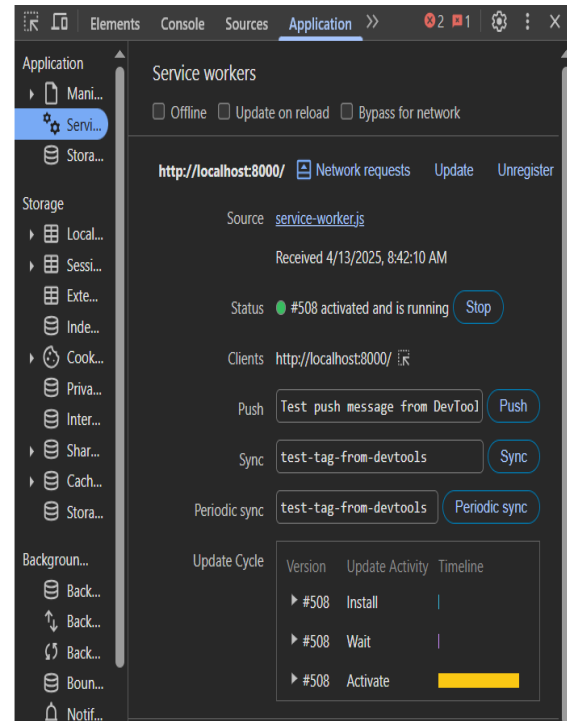 Elements Console Sources Application 2 1
Application
Mani...
Servi...
Stora...
Storage
Local...
Sessi...
Exte...
Inde...
Cook...
Priva...
Inter...
Shar...
Cach...
Stora...
Backgroun...
Back...
Back...
Back...
Boun...
Notif...
Service workers
Offline Update on reload Bypass for network
http://localhost:8000/ Network requests Update Unregister
Source service-worker.js
Received 4/13/2025, 8:42:10 AM
Status #508 activated and is running Stop
Clients http://localhost:8000/
Push Test push message from DevTool Push
Sync test-tag-from-devtools Sync
Periodic sync test-tag-from-devtools Periodic sync
Update Cycle Version Update Activity Timeline
#508 Install
#508 Wait
#508 Activate